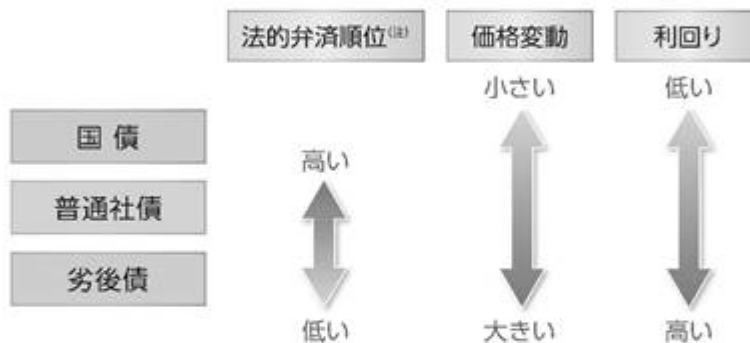 法的弁済順位(注) 価格変動 利回り
小さい 低い
国債
高い
普通社債
劣後債
低い 大きい 高い